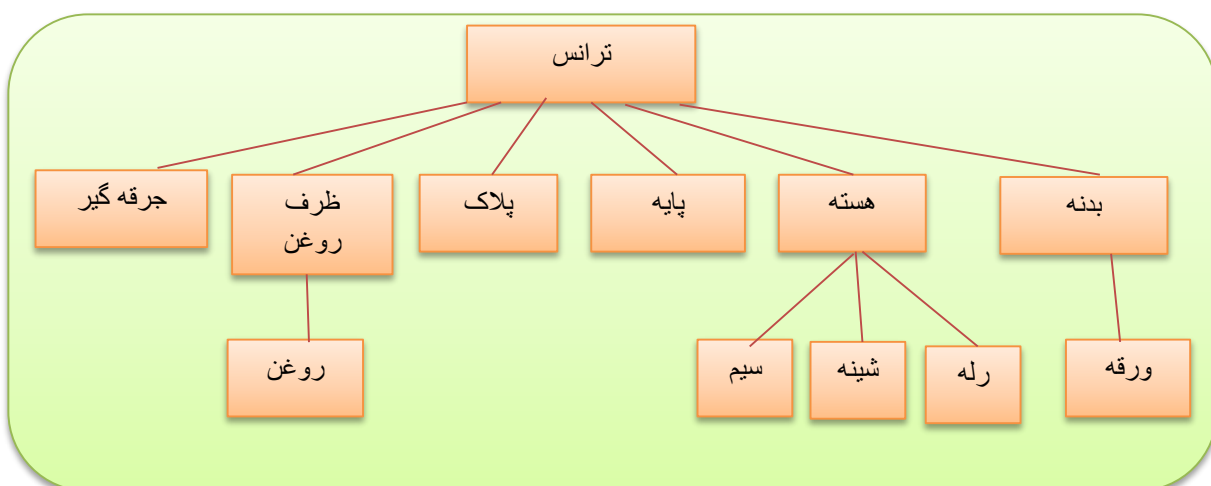 ترانس
بدنه
هسته
پایه
پلاک
ظرف
روغن
جرقه گیر
ورقه
رله
شینه
سیم
روغن